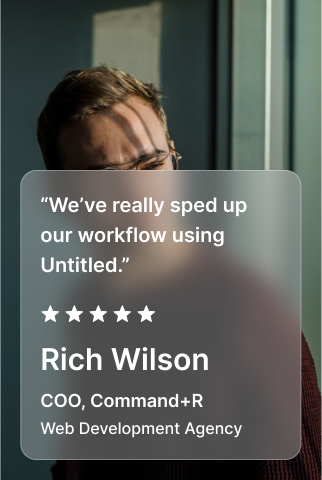 “We’ve really sped up
our workflow using
Untitled.”
Rich Wilson
COO, Command+R
Web Development Agency